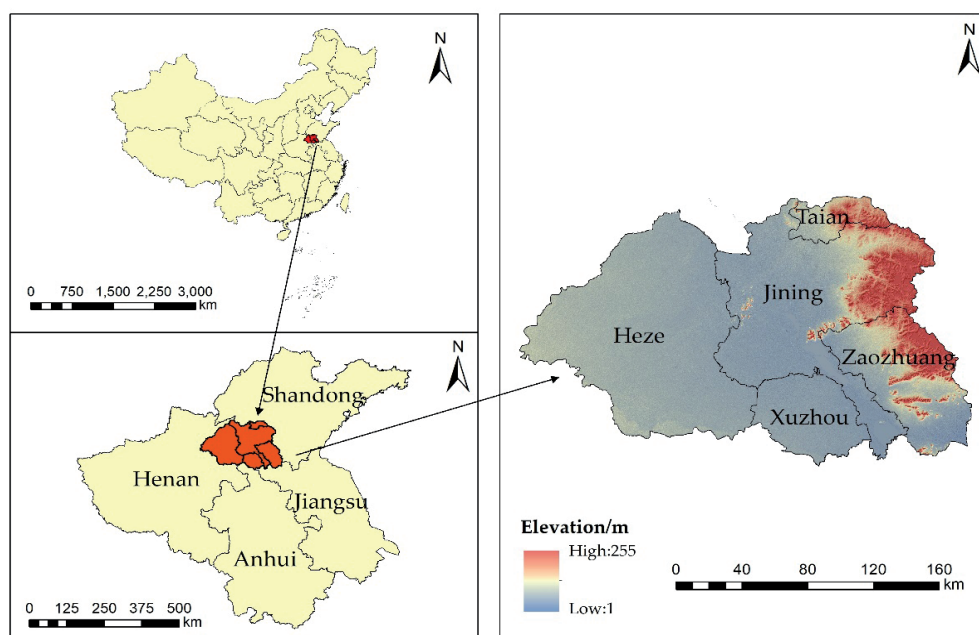 N
0 750 1,500 2,250 3,000
km
N
Shandong
Henan
Jiangsu
Anhui
0 125 250 375 500
km
N
Taian
Jining
Heze
Zaozhuang
Xuzhou
Elevation/m
High:255
Low:1
0 40 80 120 160
km